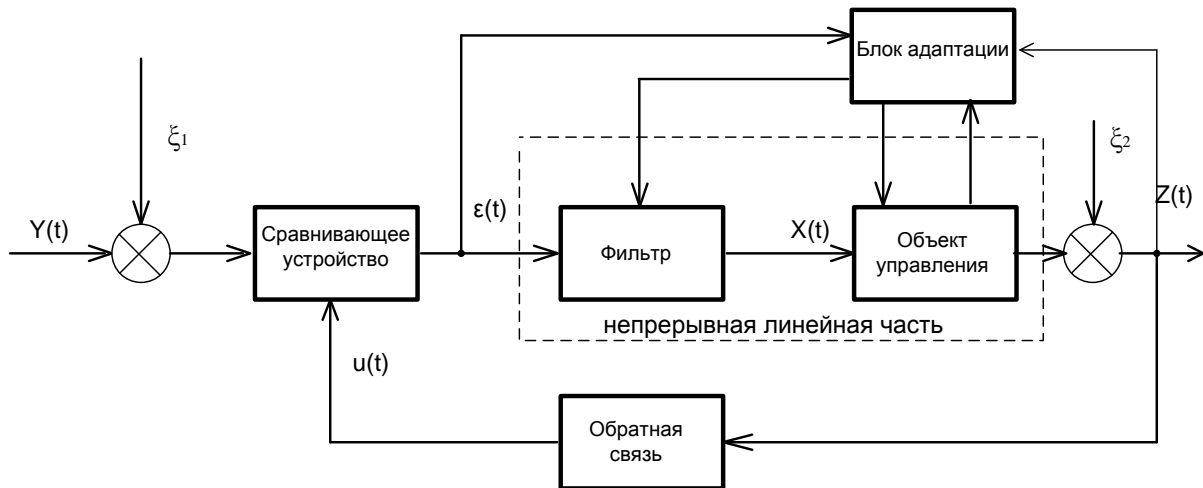 Блок адаптации
ξ1
ξ2
Y(t)
Сравнивающее
устройство
ε(t)
Фильтр
X(t)
Объект
управления
Z(t)
непрерывная линейная часть
u(t)
Обратная
связь